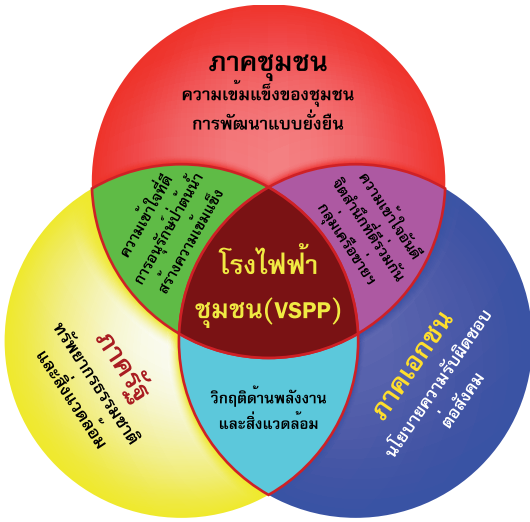 ภาคชุมชน
ความเข้มแข็งของชุมชน
การพัฒนาแบบยั่งยืน
ความเช้าใจที่ดี
การอนุรักษ์ป่าต้นน้ำ
สร้างความเข้มแข็ง
ความเช้าใจอันดี
จิตสำนึกที่ดีรวมกัน
กลุ่มเครือข่ายฯ
โรงไฟฟ้า
ชุมชน(VSPP)
ภาครัฐ
ทรัพยากรธรรมชาติ
และสิ่งแวดล้อม
วิกฤติด้านพลังงาน
และสิ่งแวดล้อม
ภาคเอกชน
นโยบายความรับผิดชอบ
ต่อสังคม